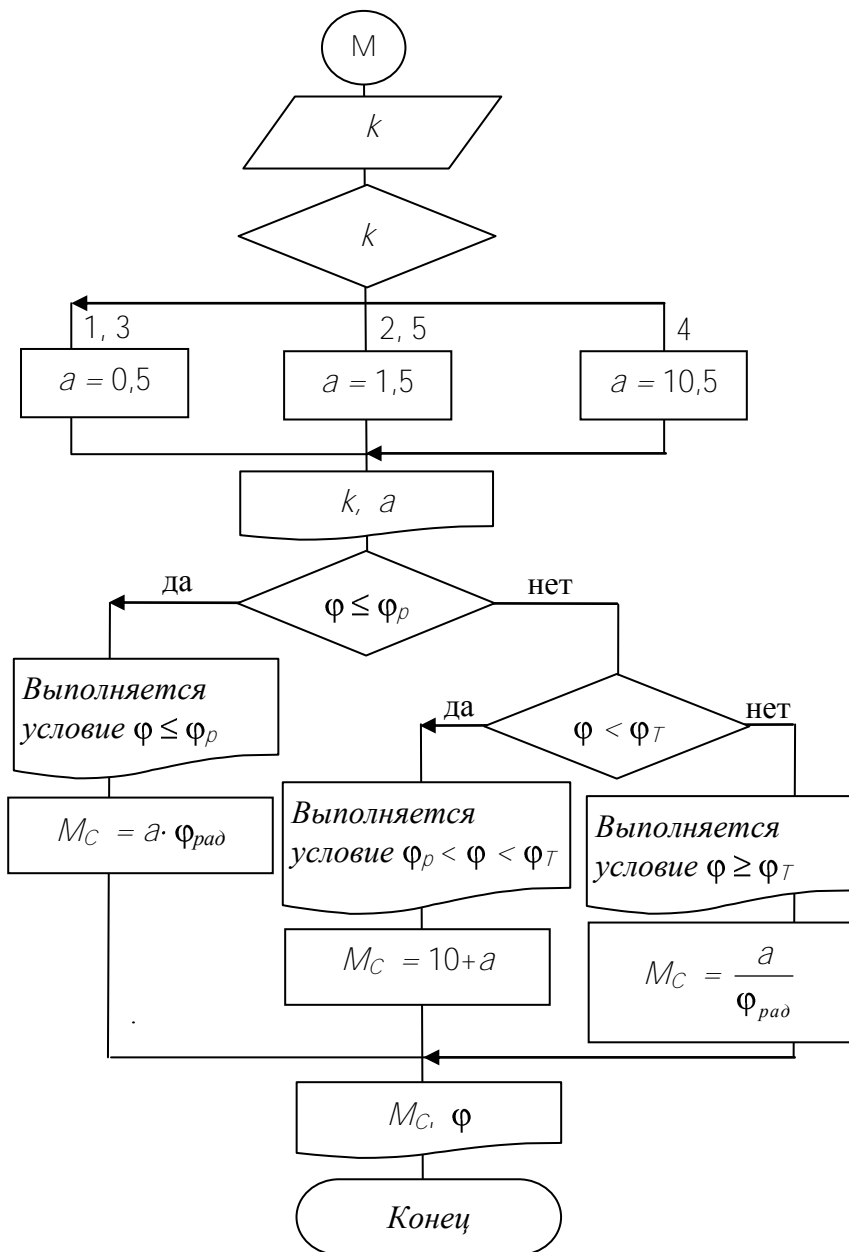 M
k
k
1, 3
2, 5
4
a = 0,5
a = 1,5
a = 10,5
k, a
да
φ ≤ φp
нет
Выполняется
условие φ ≤ φp
да
φ < φT
нет
MC = a· φрад
Выполняется
условие φp < φ < φT
Выполняется
условие φ ≥ φT
MC = 10+a
MC = a / φрад
MC, φ
Конец